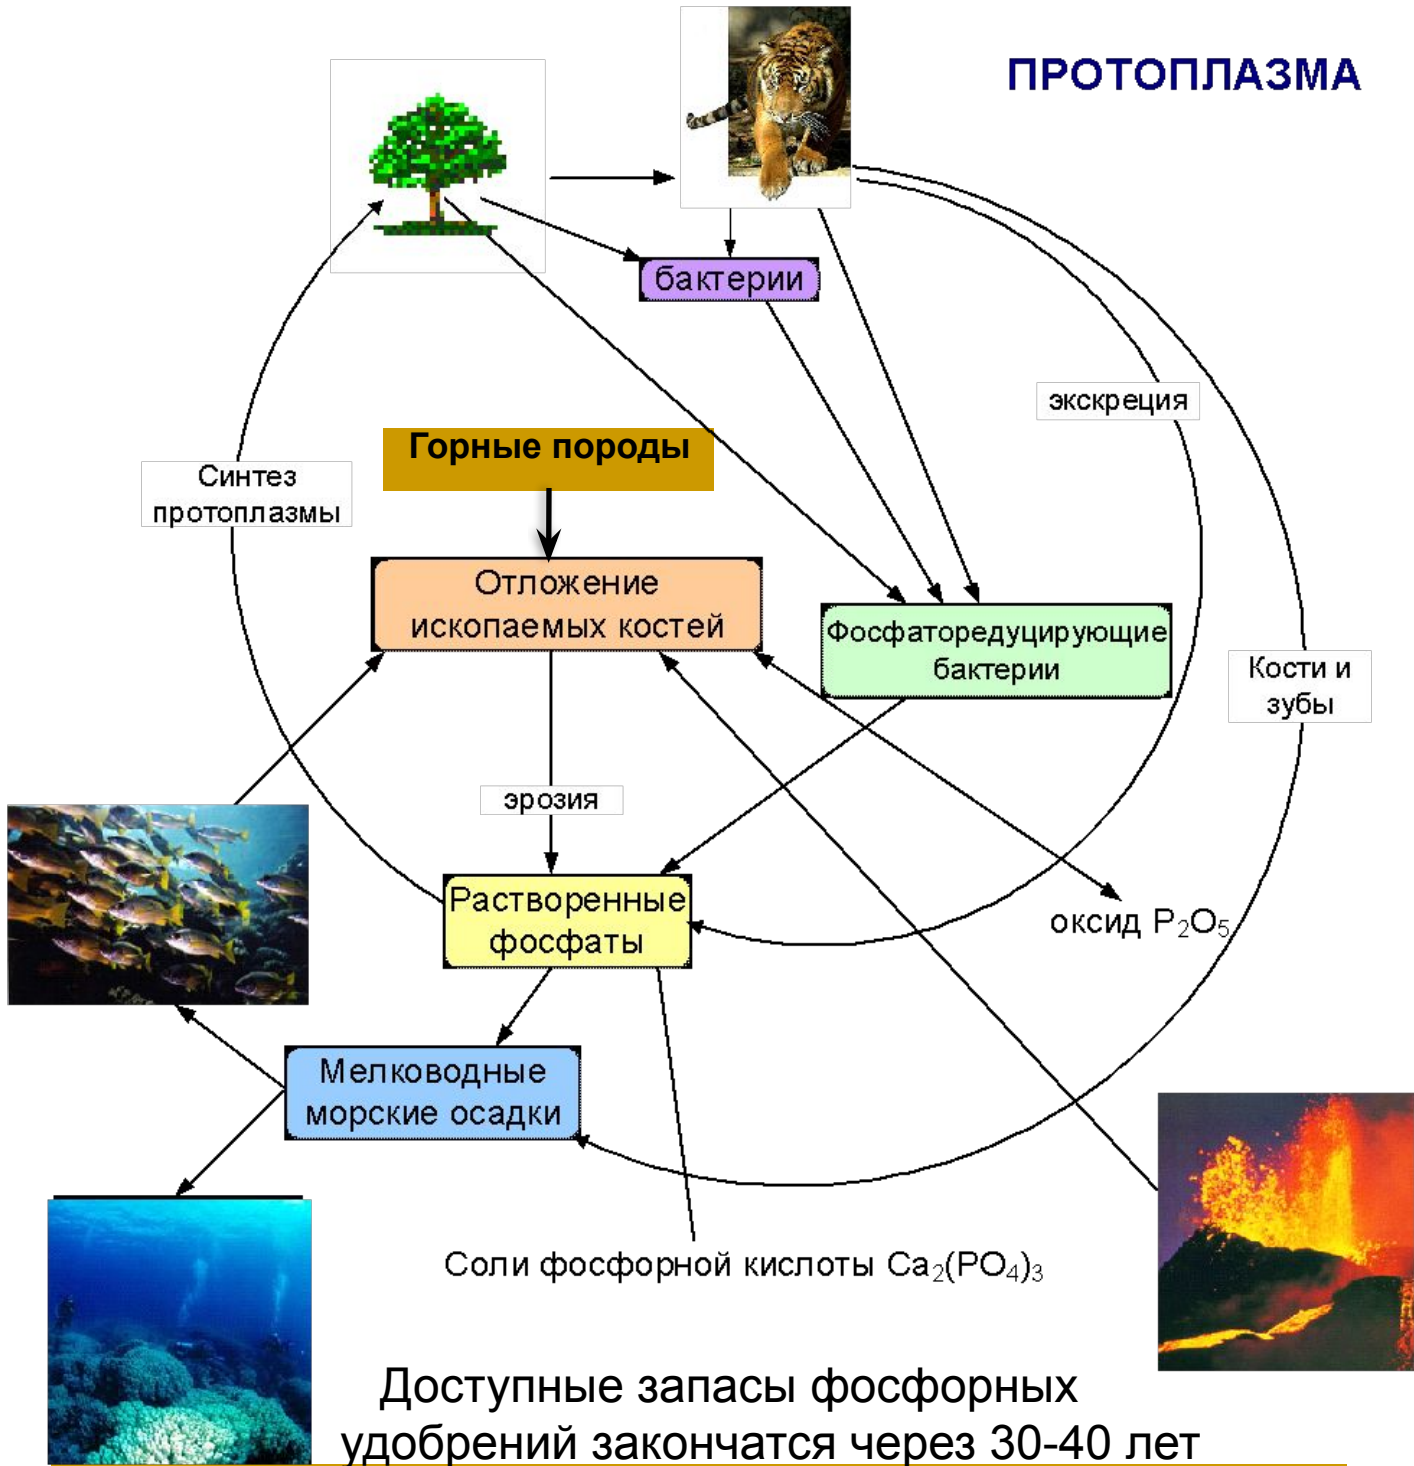 ПРОТОПЛАЗМА
бактерии
экскреция
Горные породы
Синтез
протоплазмы
Отложение
ископаемых костей
Фосфаторедуцирующие
бактерии
Кости и
зубы
эрозия
Растворенные
фосфаты
оксид P₂O₅
Мелководные
морские осадки
Соли фосфорной кислоты Ca₂(PO₄)₃
Доступные запасы фосфорных
удобрений закончатся через 30-40 лет